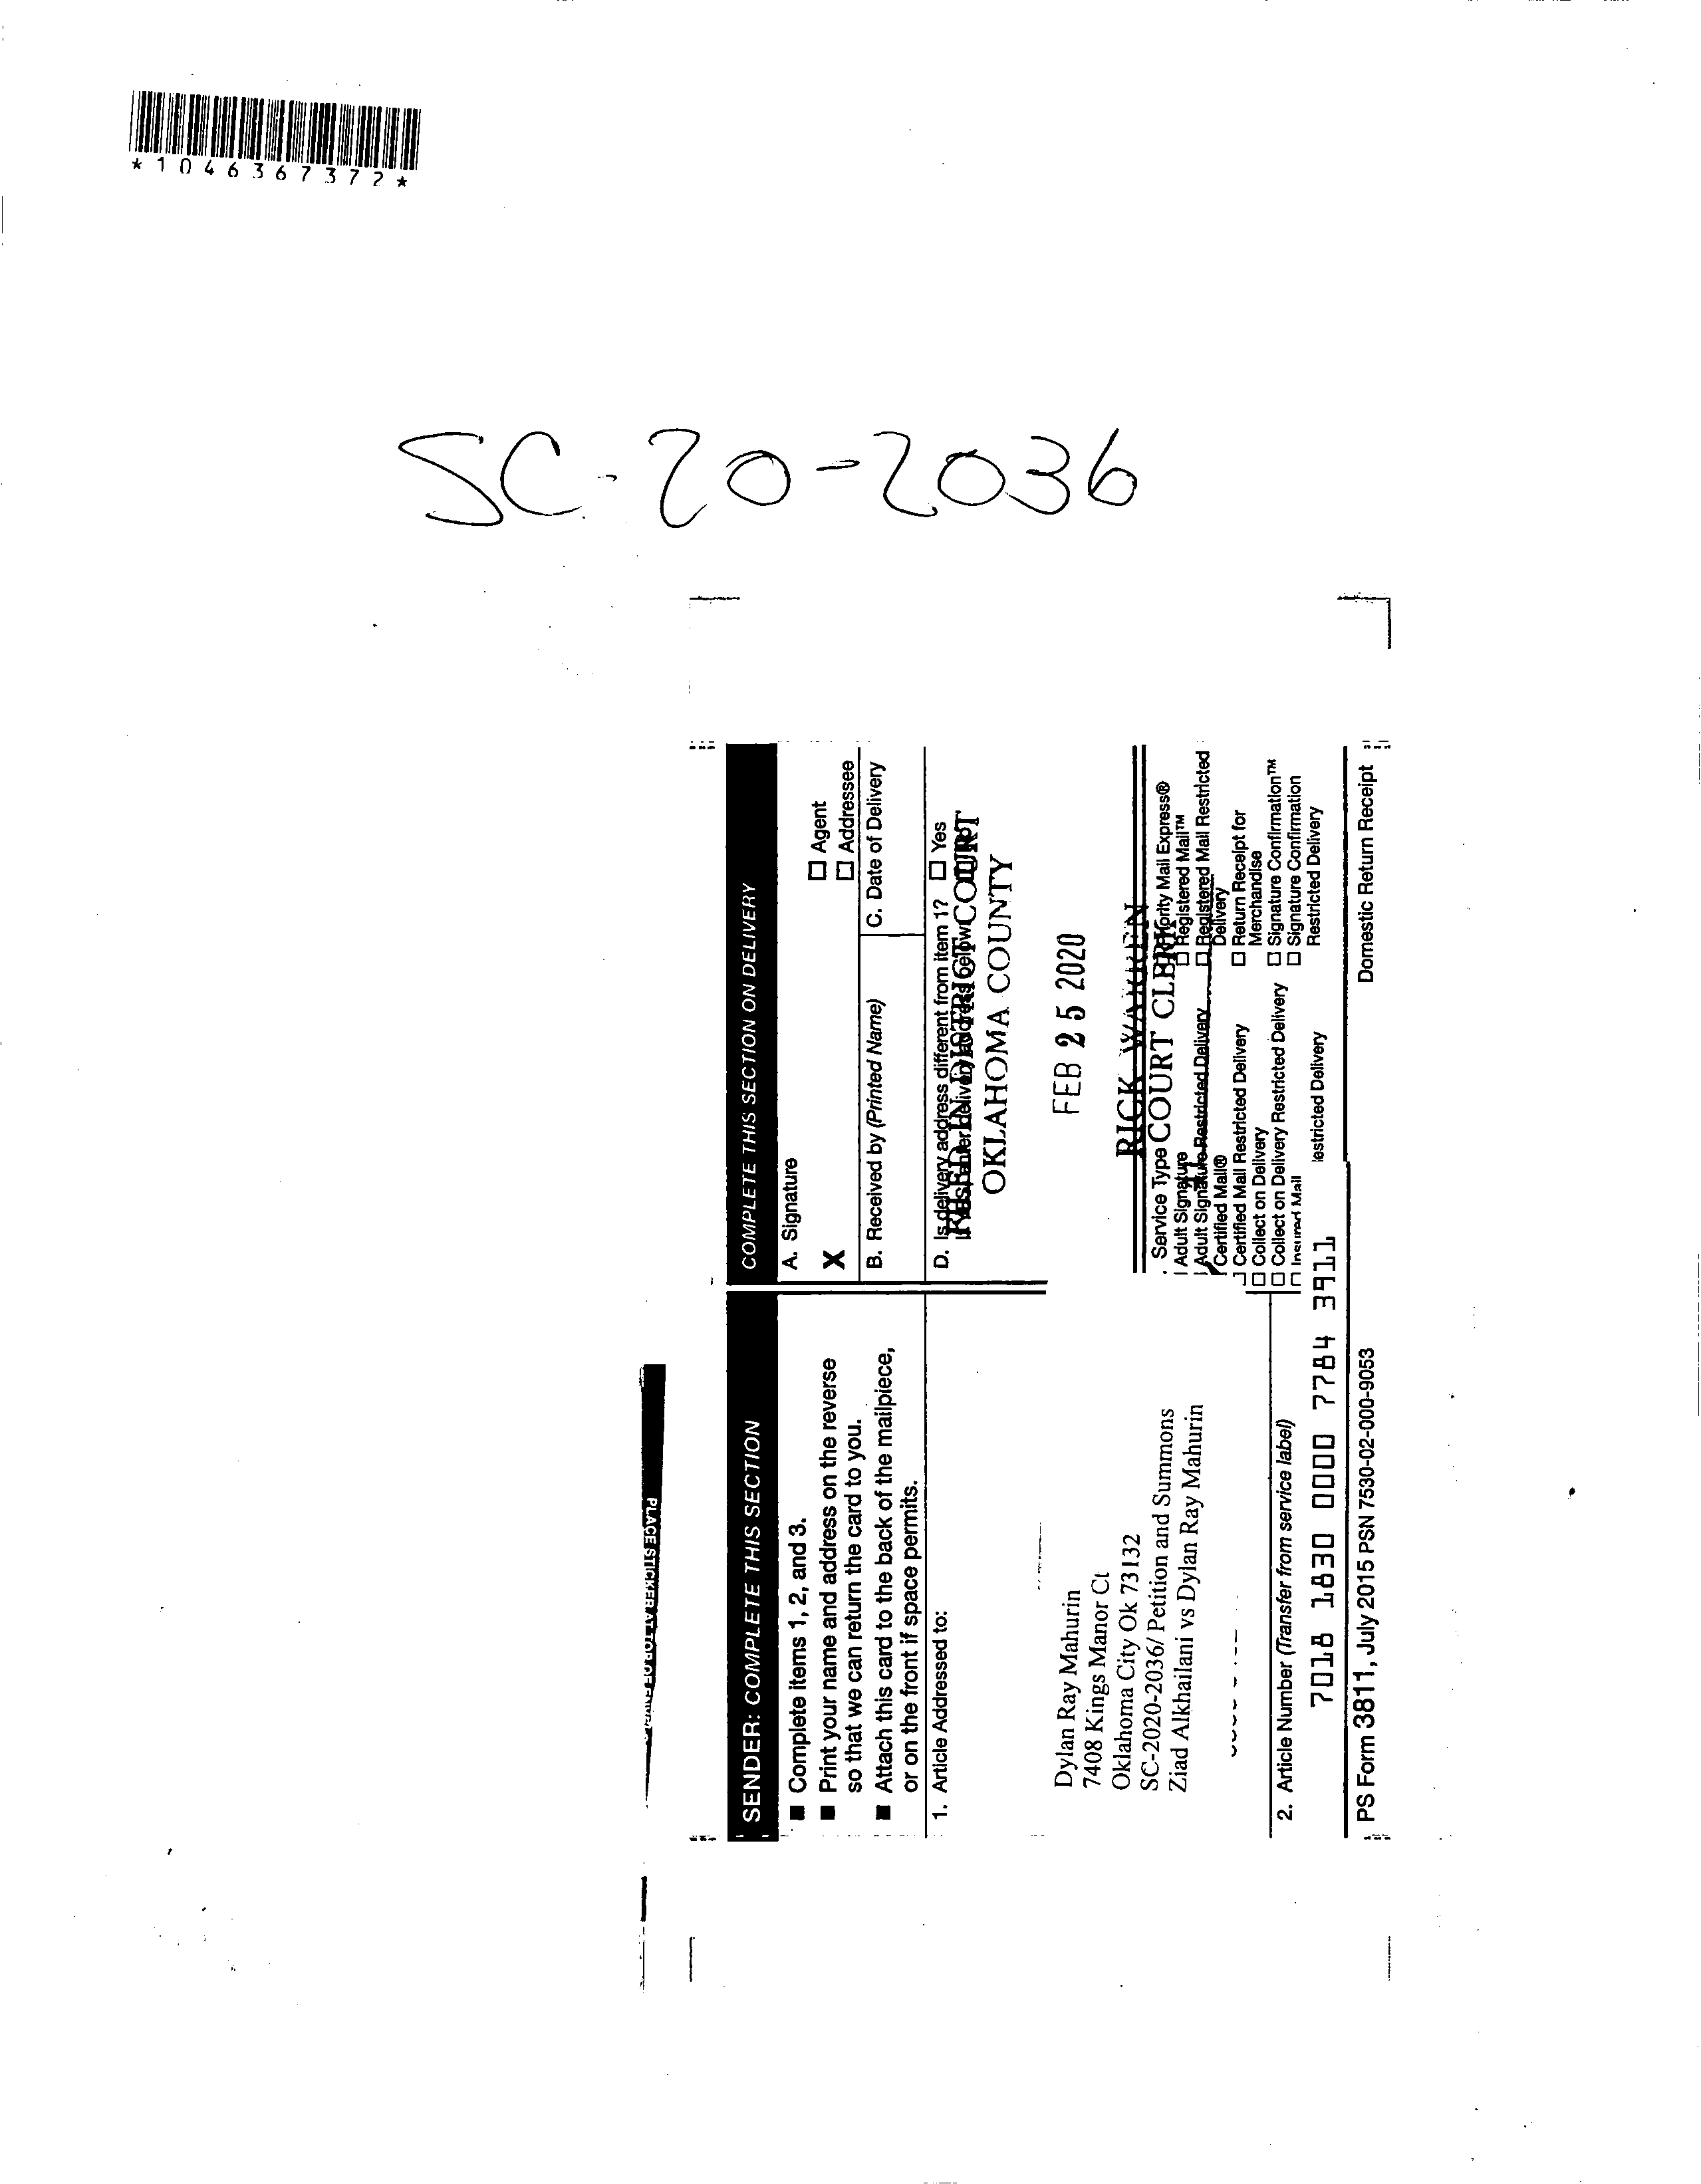 *1046367372*
SC-20-2036
PLACE STICKER AT TOP OF
SENDER: COMPLETE THIS SECTION
■ Complete items 1, 2, and 3.
■ Print your name and address on the reverse
so that we can return the card to you.
■ Attach this card to the back of the mailpiece,
or on the front if space permits.
1. Article Addressed to:
Dylan Ray Mahurin
7408 Kings Manor Ct
Oklahoma City Ok 73132
SC-2020-2036/ Petition and Summons
Ziad Alkhailani vs Dylan Ray Mahurin
2. Article Number (Transfer from service label)
7018 1830 0000 7784 3911
PS Form 3811, July 2015 PSN 7530-02-000-9053
COMPLETE THIS SECTION ON DELIVERY
A. Signature
X
☐ Agent
☐ Addressee
B. Received by (Printed Name)
C. Date of Delivery
D. Is delivery address different from item 1? ☐ Yes
If YES, enter delivery address below:
FILED IN DISTRICT COURT
OKLAHOMA COUNTY
FEB 25 2020
RICK WARREN
COURT CLERK
Service Type
Adult Signature
Adult Signature Restricted Delivery
Certified Mail®
Certified Mail Restricted Delivery
☐ Collect on Delivery
☐ Collect on Delivery Restricted Delivery
Insured Mail
estricted Delivery
ority Mail Express®
☐ Registered Mail™
☐ Registered Mail Restricted
Delivery
☐ Return Receipt for
Merchandise
☐ Signature Confirmation™
☐ Signature Confirmation
Restricted Delivery
Domestic Return Receipt